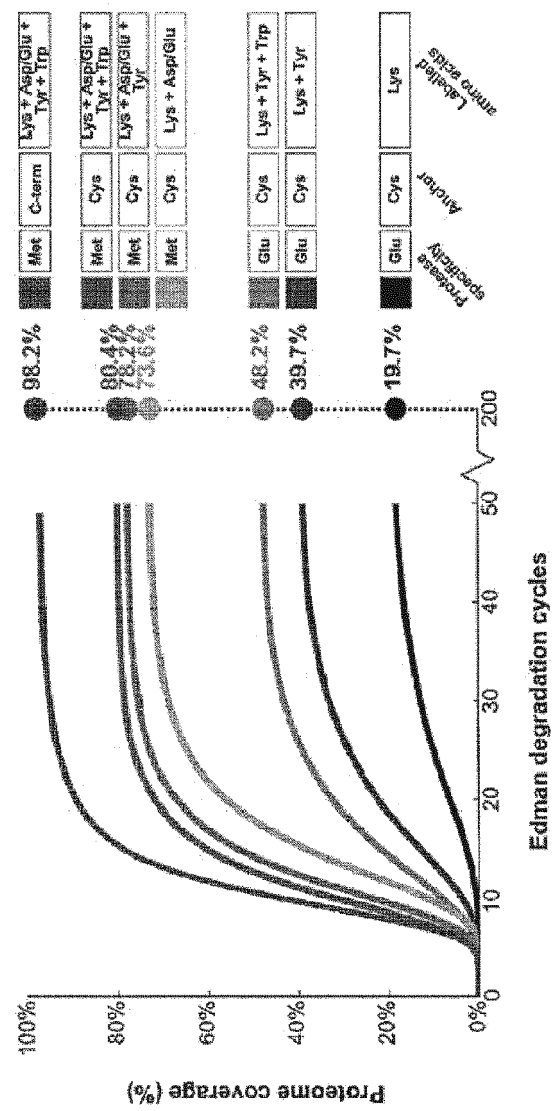 Proteome coverage (%)
100%
80%
60%
40%
20%
0%
0
10
20
30
40
50
200
Edman degradation cycles
98.2%
80.4%
78.2%
73.6%
48.2%
39.7%
19.7%
Met C-term Lys + Asp/Glu +
Tyr + Trp
Met Cys Lys + Asp/Glu +
Tyr + Trp
Met Cys Lys + Asp/Glu +
Tyr
Met Cys Lys + Asp/Glu
Glu Cys Lys + Tyr + Trp
Glu Cys Lys + Tyr
Glu Cys Lys
Protease
specificity
Anchor
Labelled
amino acids